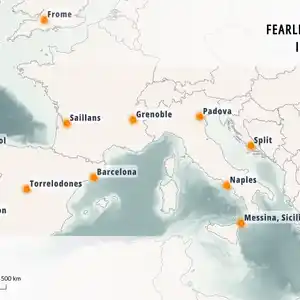 FEARL
I
Frome
Saillans
Grenoble
Padova
ol
Split
Barcelona
Torrelodones
Naples
on
Messina, Sicil
500 km